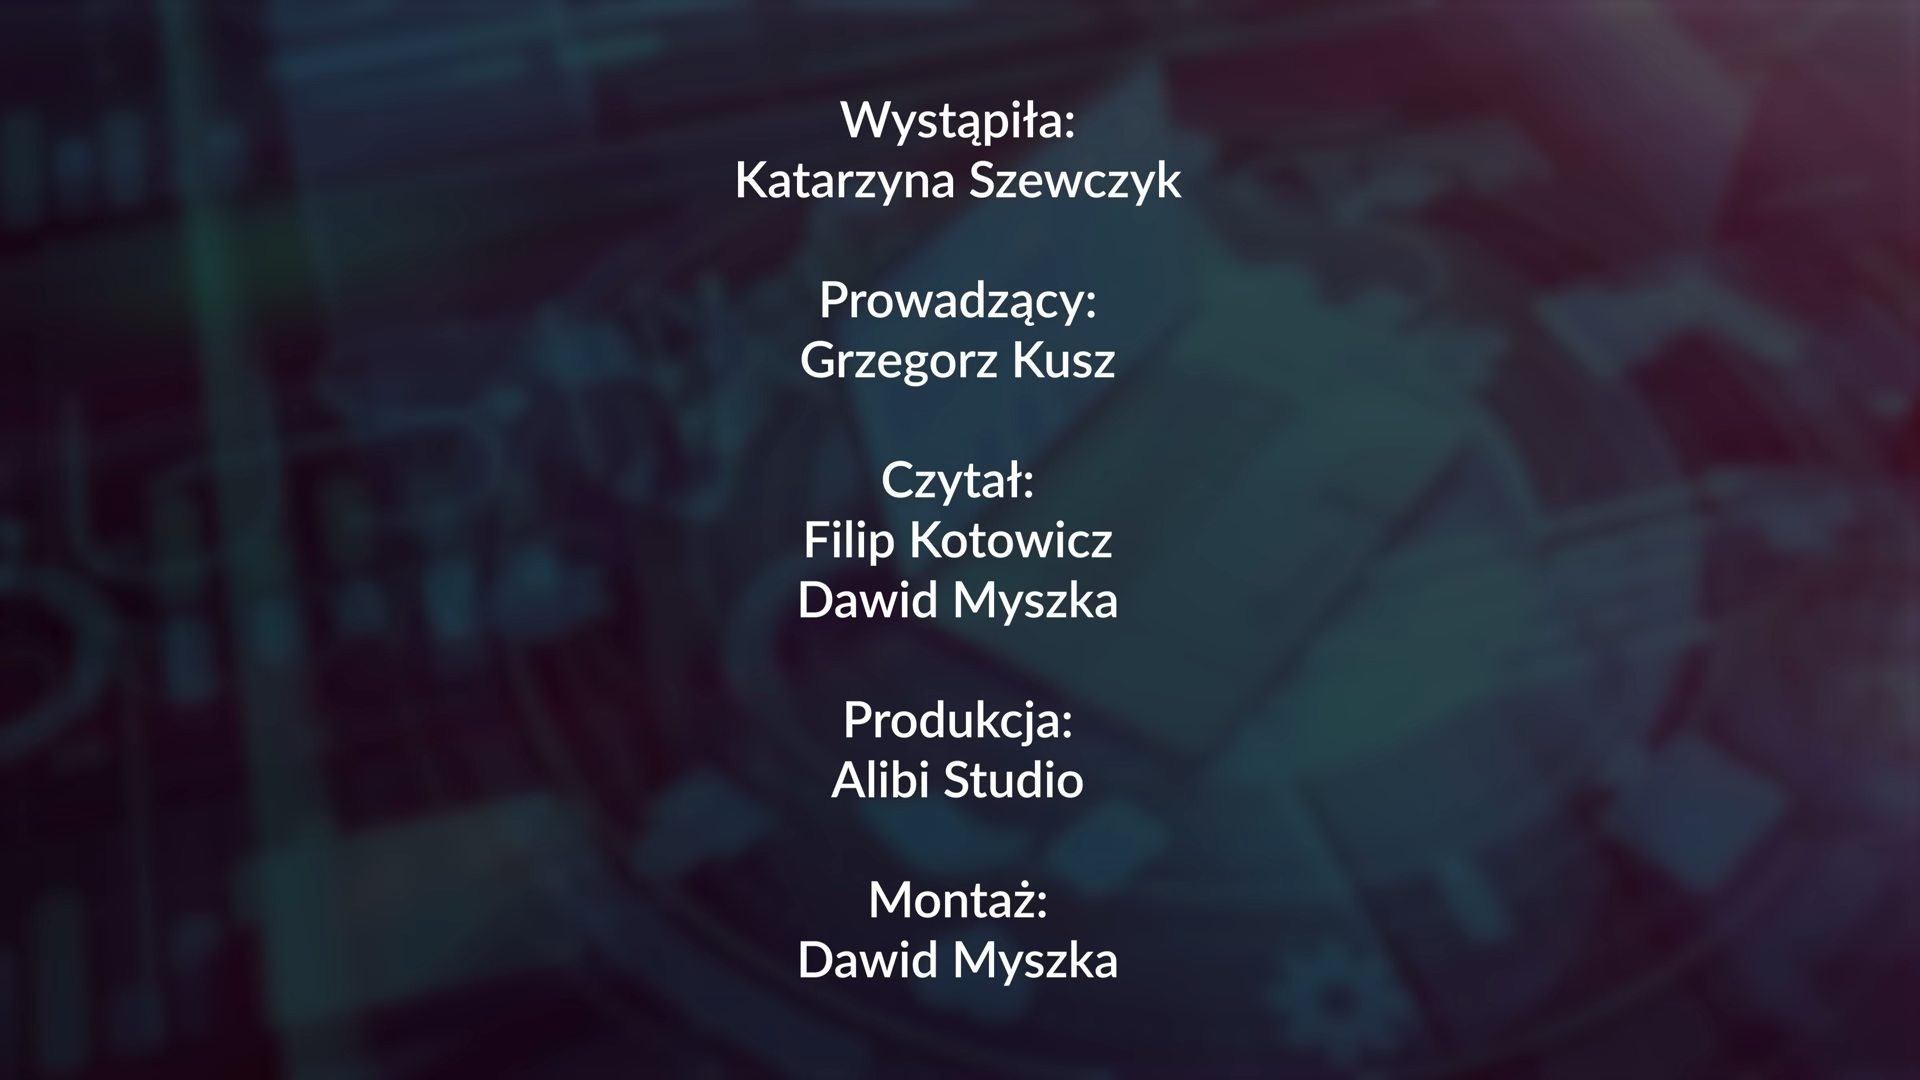 Wystąpiła:
Katarzyna Szewczyk
Prowadzący:
Grzegorz Kusz
Czytał:
Filip Kotowicz
Dawid Myszka
Produkcja:
Alibi Studio
Montaż:
Dawid Myszka